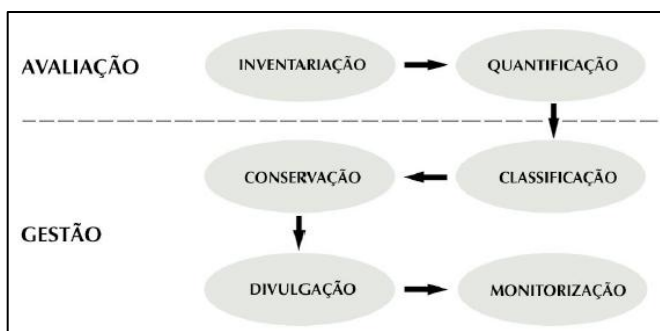 AVALIAÇÃO
INVENTARIAÇÃO
QUANTIFICAÇÃO
CONSERVAÇÃO
CLASSIFICAÇÃO
GESTÃO
DIVULGAÇÃO
MONITORIZAÇÃO